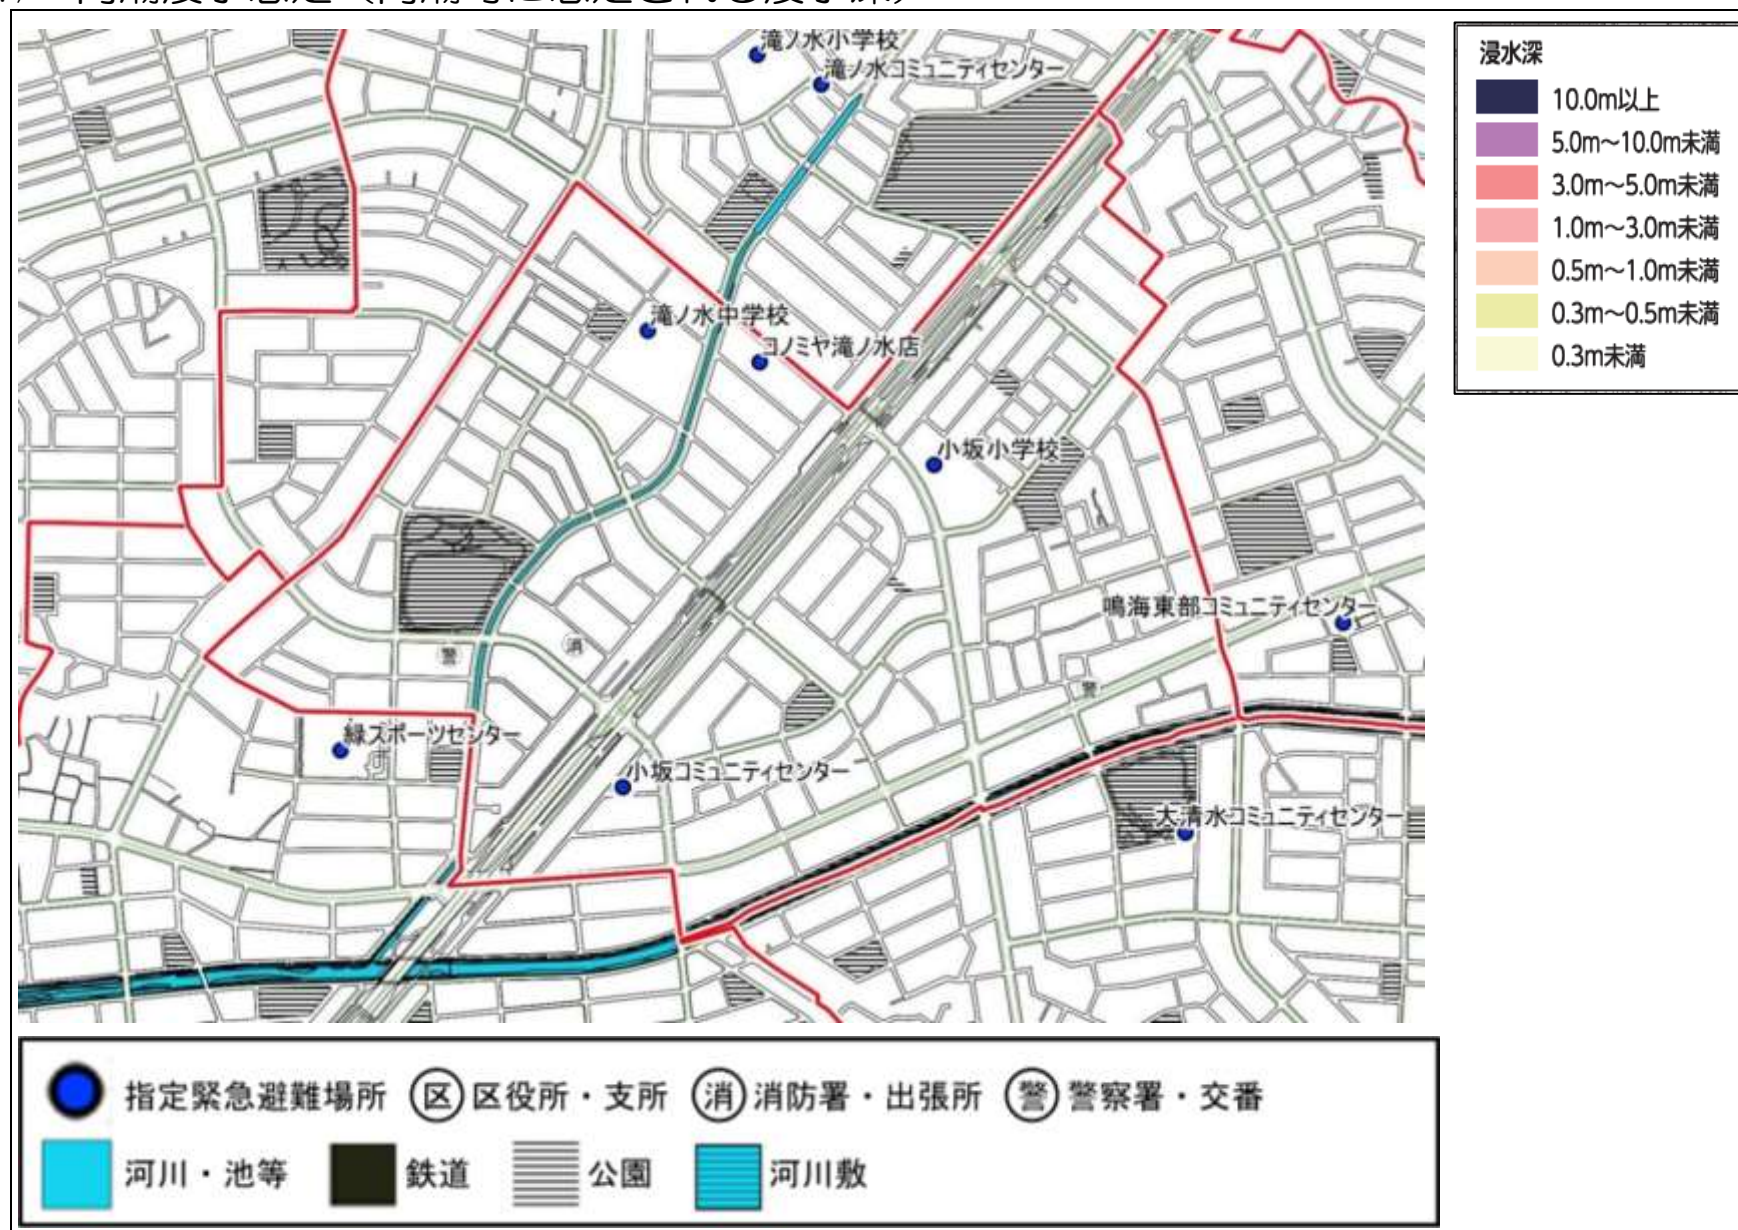 滝ノ水小学校
滝ノ水コミュニティセンター
滝ノ水中学校
コノミヤ滝ノ水店
小坂小学校
鳴海東部コミュニティセンター
消
警
警
緑スポーツセンター
小坂コミュニティセンター
大清水コミュニティセンター
浸水深
10.0m以上
5.0m～10.0m未満
3.0m～5.0m未満
1.0m～3.0m未満
0.5m～1.0m未満
0.3m～0.5m未満
0.3m未満
指定緊急避難場所 区 区役所・支所 消 消防署・出張所 警 警察署・交番
河川・池等 鉄道 公園 河川敷